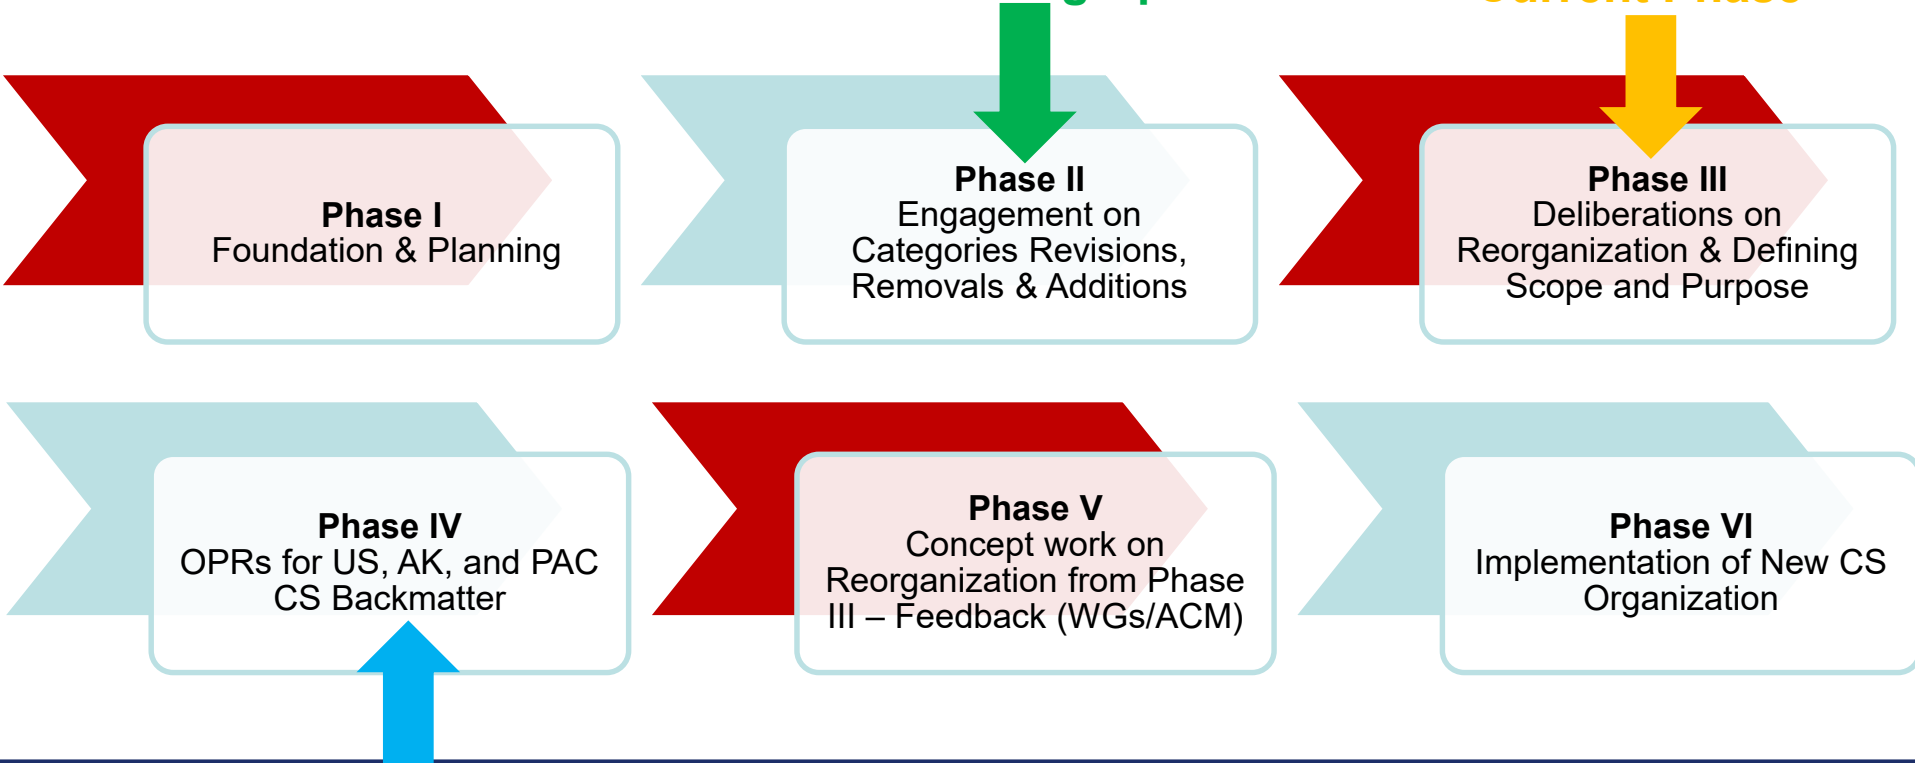 Current Phase
Phase I
Foundation & Planning
Phase II
Engagement on
Categories Revisions,
Removals & Additions
Phase III
Deliberations on
Reorganization & Defining
Scope and Purpose
Phase IV
OPRs for US, AK, and PAC
CS Backmatter
Phase V
Concept work on
Reorganization from Phase
III – Feedback (WGs/ACM)
Phase VI
Implementation of New CS
Organization